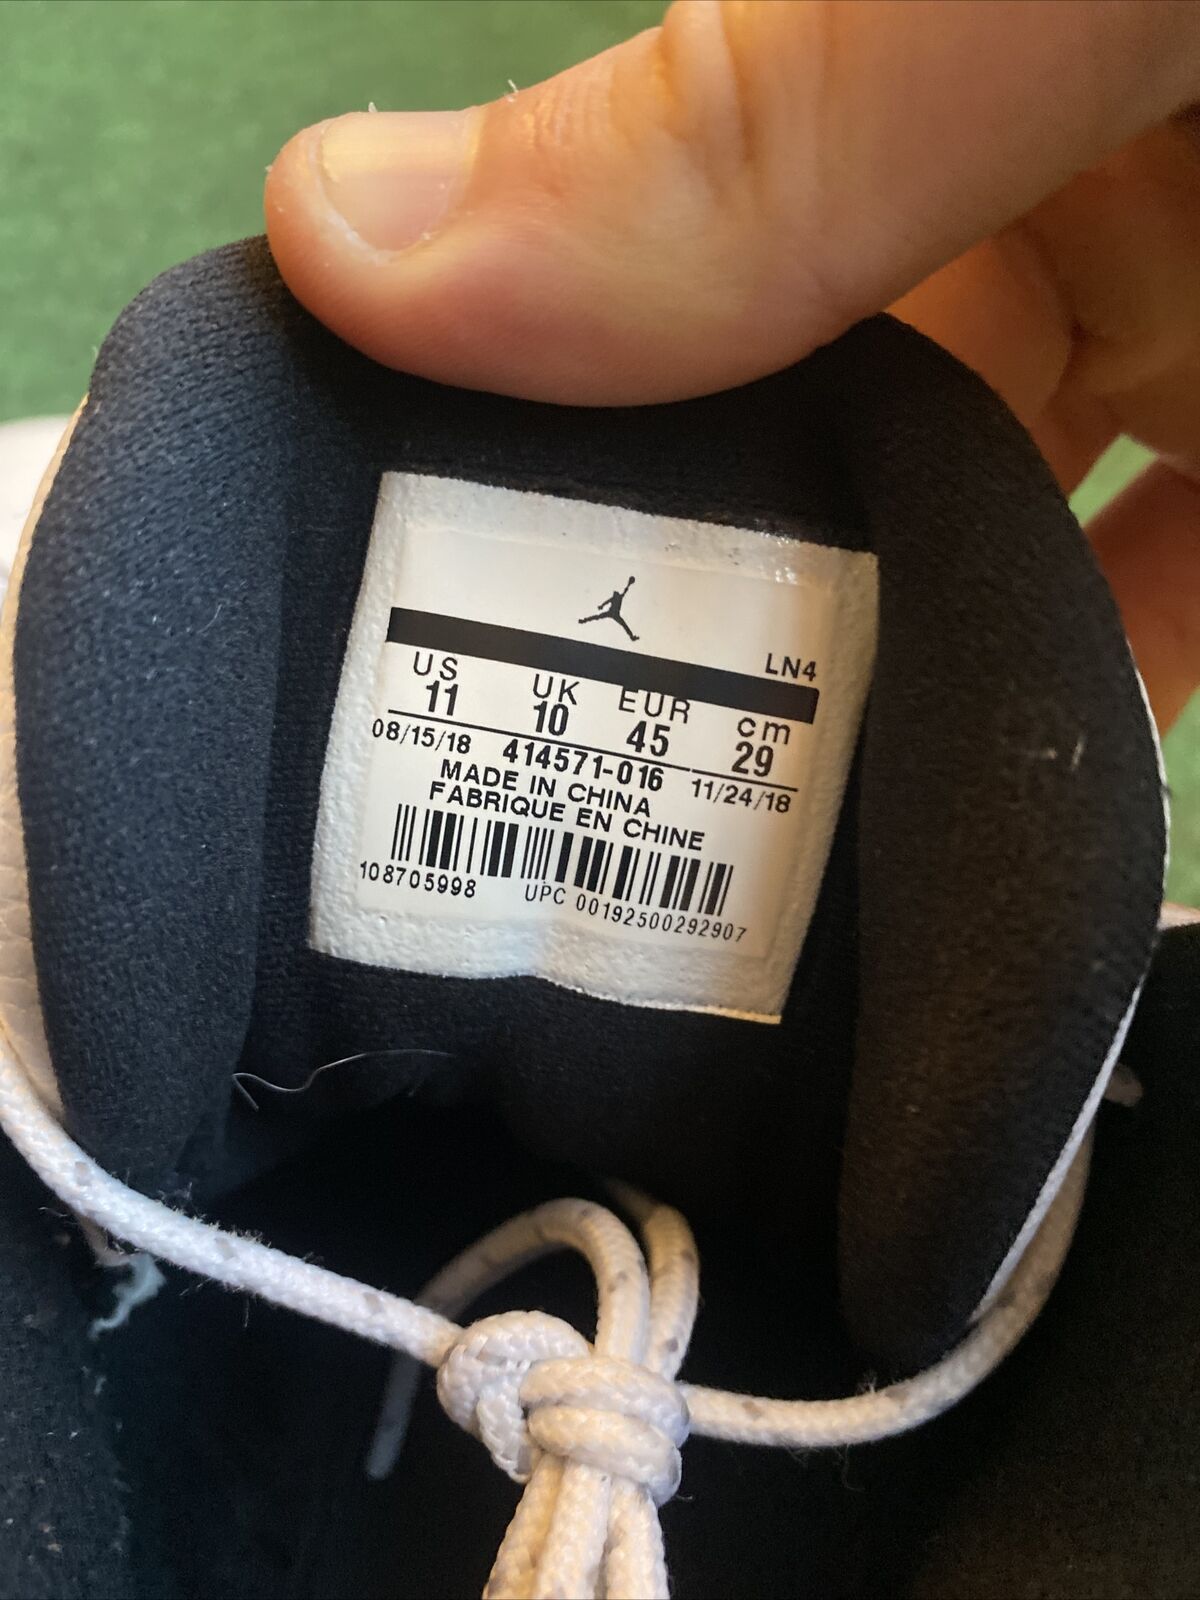 LN4
US UK EUR cm
11 10 45 29
08/15/18 414571-016 11/24/18
MADE IN CHINA
FABRIQUE EN CHINE
108705998 UPC 00192500292907